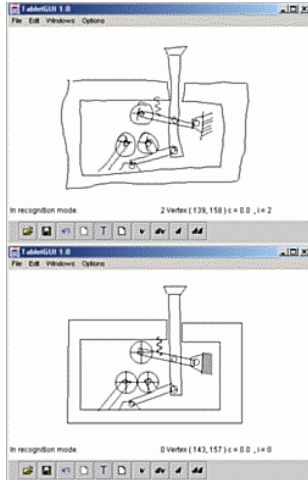 TabletGUI 1.0
File Edit Windows Options
In recognition mode.
2 Vertex ( 139, 158 ) c = 0.0 , i = 2
T
TabletGUI 1.0
File Edit Windows Options
In recognition mode.
0 Vertex ( 143, 157 ) c = 0.0 , i = 0
T